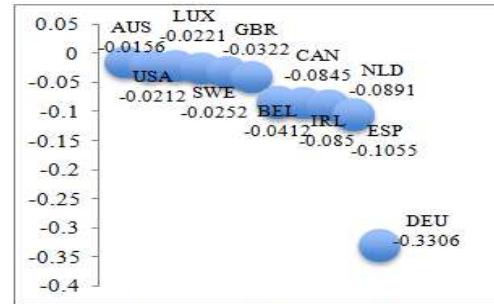 0.05
0
-0.05
-0.1
-0.15
-0.2
-0.25
-0.3
-0.35
-0.4
AUS
-0.0156
USA
-0.0212
LUX
-0.0221
SWE
-0.0252
GBR
-0.0322
BEL
-0.0412
CAN
-0.0845
IRL
-0.085
NLD
-0.0891
ESP
-0.1055
DEU
-0.3306